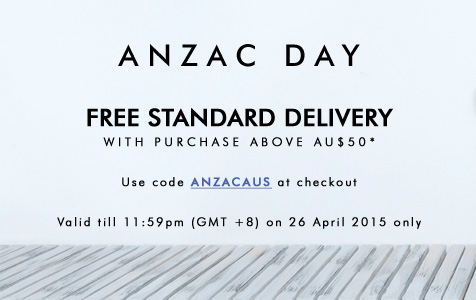 ANZAC DAY
FREE STANDARD DELIVERY
WITH PURCHASE ABOVE AU$50*
Use code ANZACAUS at checkout
Valid till 11:59pm (GMT +8) on 26 April 2015 only